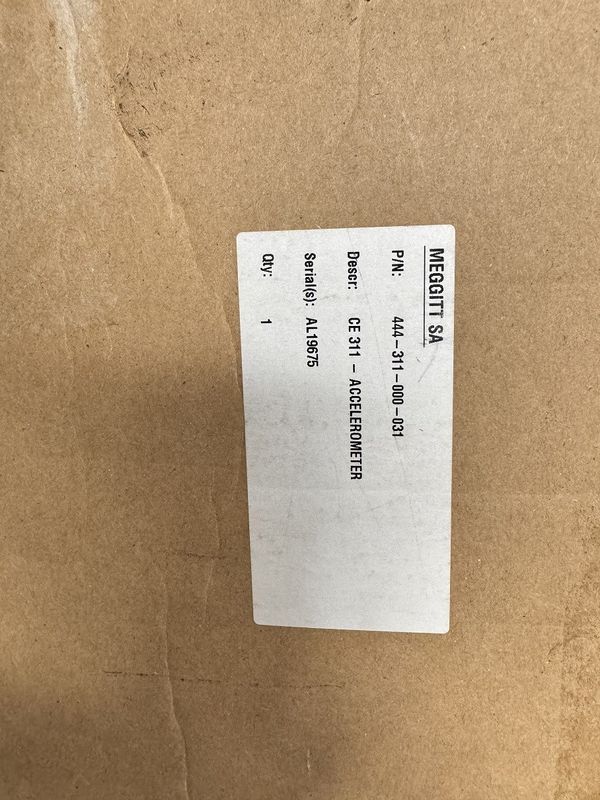 MEGGITT SA
P/N: 444-311-000-031
Descr: CE 311 - ACCELEROMETER
Serial(s): AL19675
Qty: 1